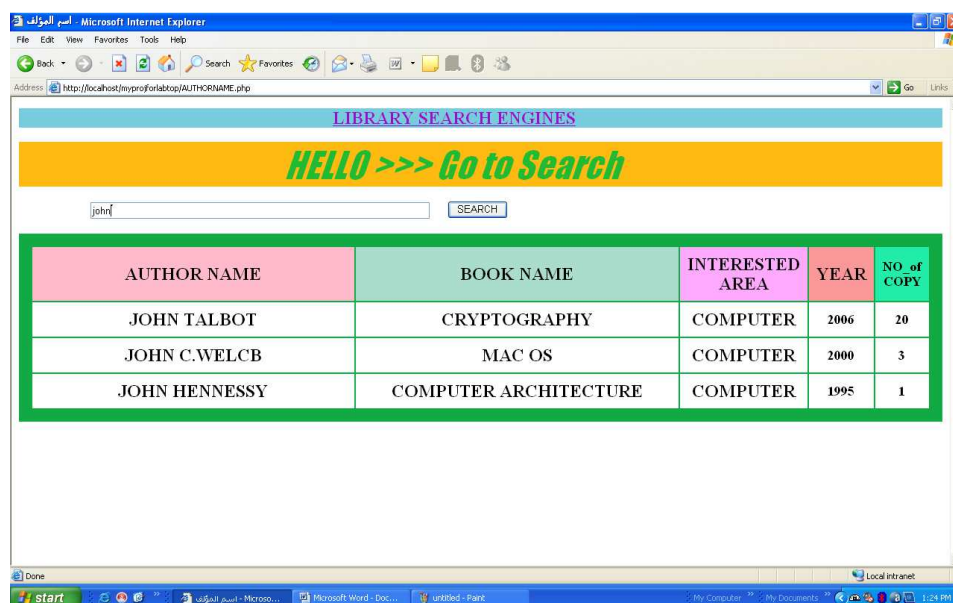 اسم المؤلف - Microsoft Internet Explorer
File Edit View Favorites Tools Help
Back Search Favorites
Address http://localhost/myprojforlabtop/AUTHORNAME.php Go Links
LIBRARY SEARCH ENGINES
HELLO >>> Go to Search
john SEARCH
AUTHOR NAME BOOK NAME INTERESTED AREA YEAR NO_of COPY
JOHN TALBOT CRYPTOGRAPHY COMPUTER 2006 20
JOHN C.WELCB MAC OS COMPUTER 2000 3
JOHN HENNESSY COMPUTER ARCHITECTURE COMPUTER 1995 1
Done Local intranet
start اسم المؤلف - Microso... Microsoft Word - Doc... untitled - Paint My Computer » My Documents » 1:24 PM